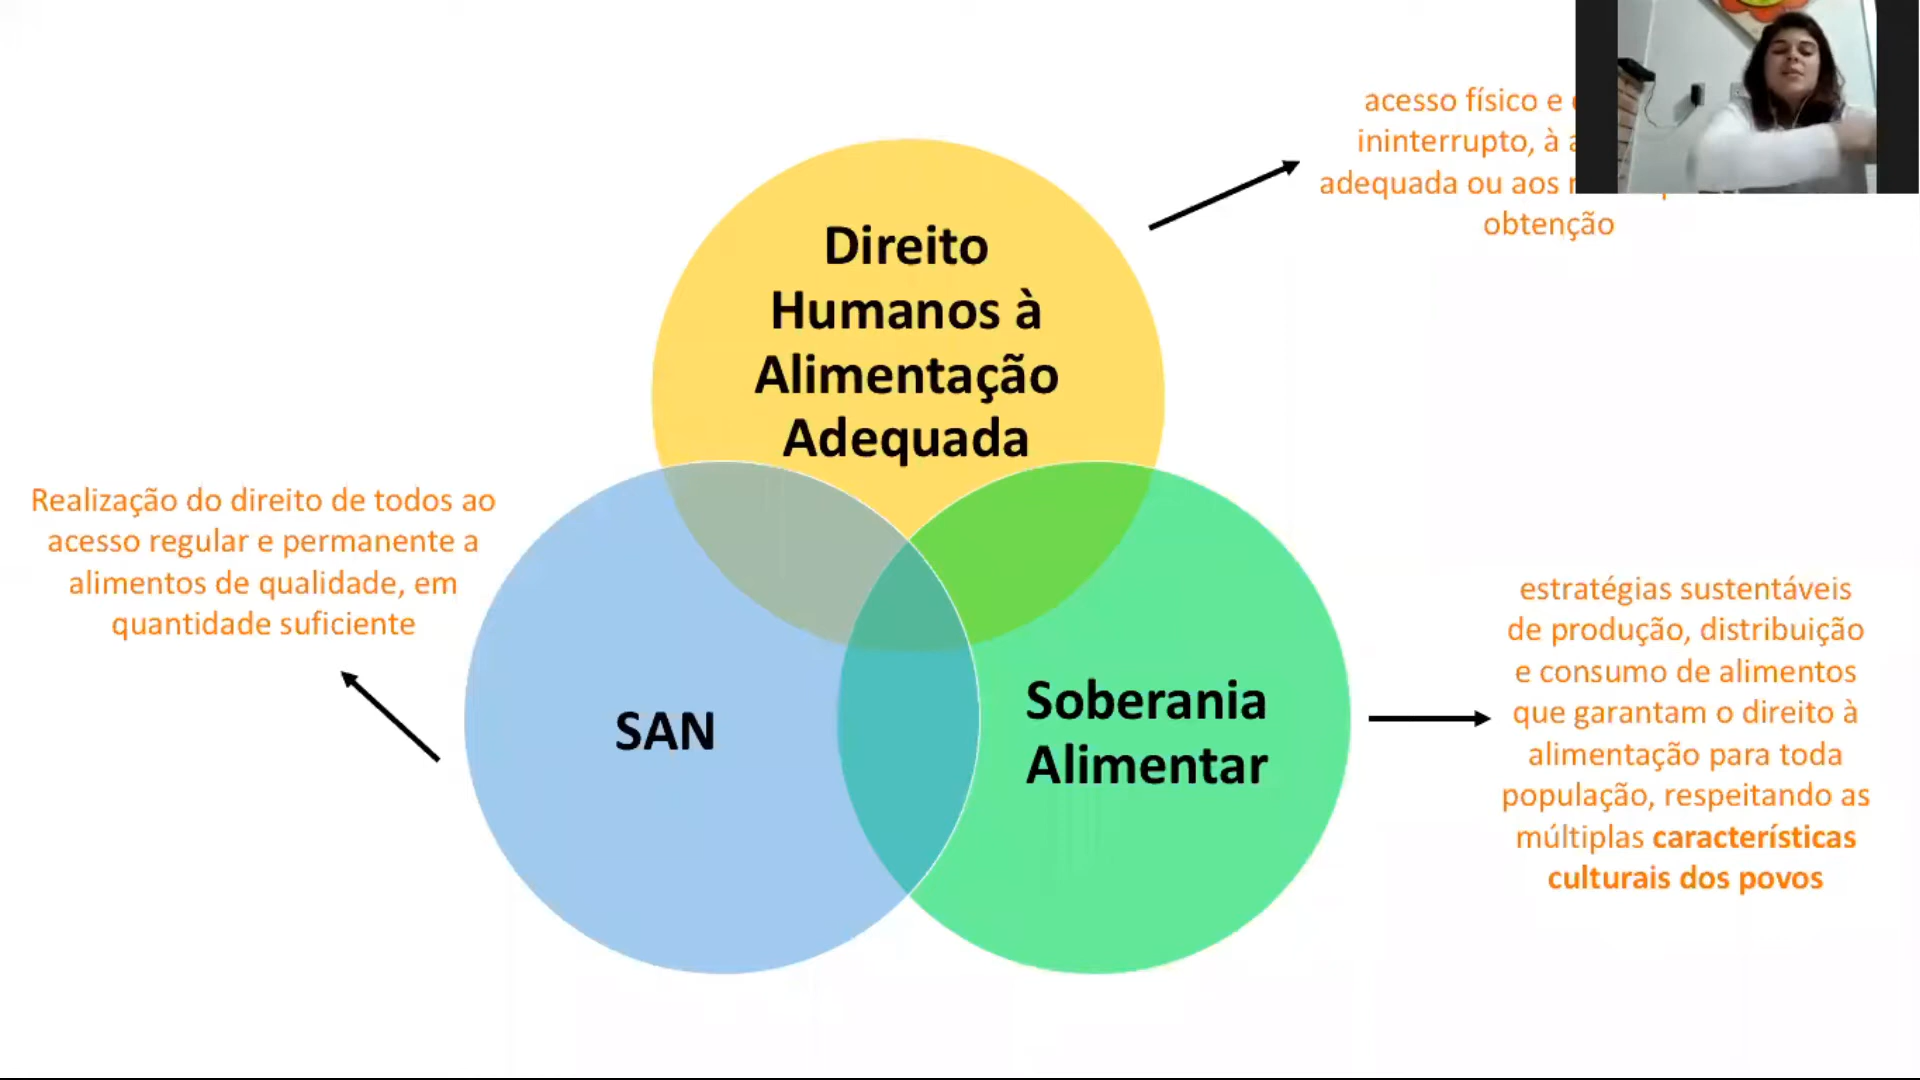 acesso físico e
ininterrupto, à
adequada ou aos
obtenção
Direito
Humanos à
Alimentação
Adequada
Realização do direito de todos ao
acesso regular e permanente a
alimentos de qualidade, em
quantidade suficiente
SAN
Soberania
Alimentar
estratégias sustentáveis
de produção, distribuição
e consumo de alimentos
que garantam o direito à
alimentação para toda
população, respeitando as
múltiplas características
culturais dos povos